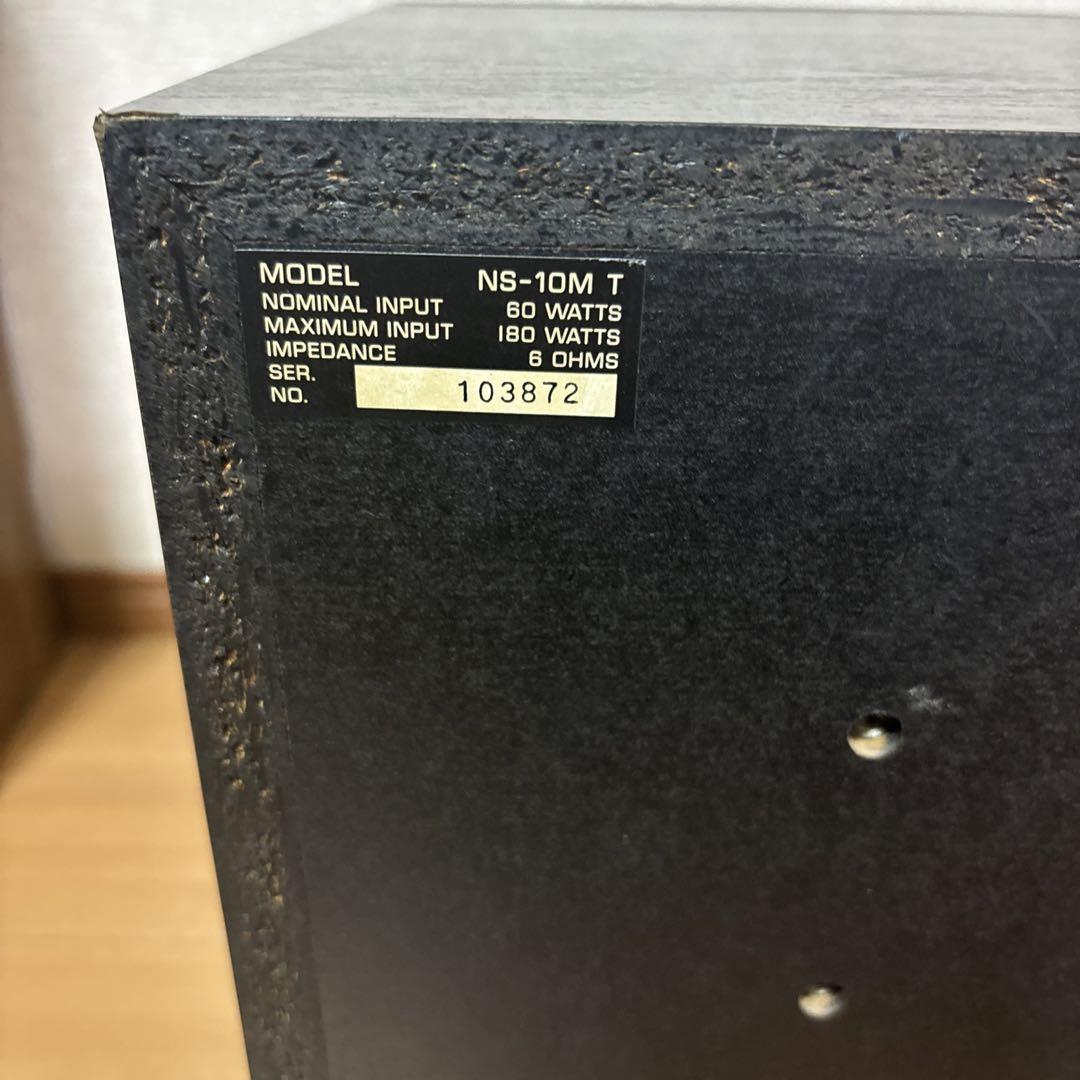 MODEL NS-10M T
NOMINAL INPUT 60 WATTS
MAXIMUM INPUT 180 WATTS
IMPEDANCE 6 OHMS
SER.
NO. 103872